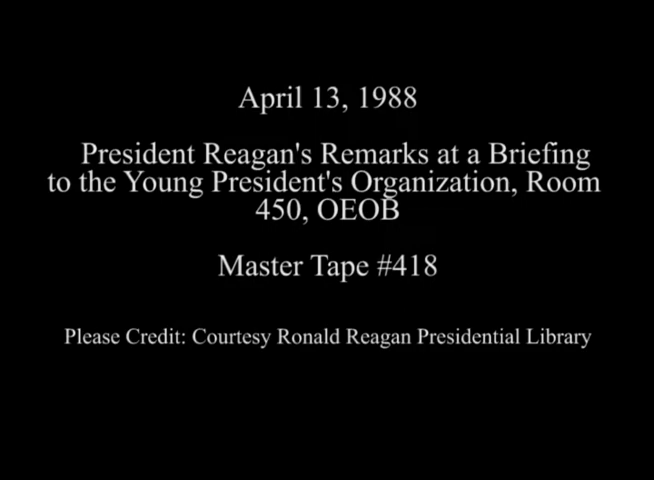 April 13, 1988
President Reagan's Remarks at a Briefing
to the Young President's Organization, Room
450, OEOB
Master Tape #418
Please Credit: Courtesy Ronald Reagan Presidential Library